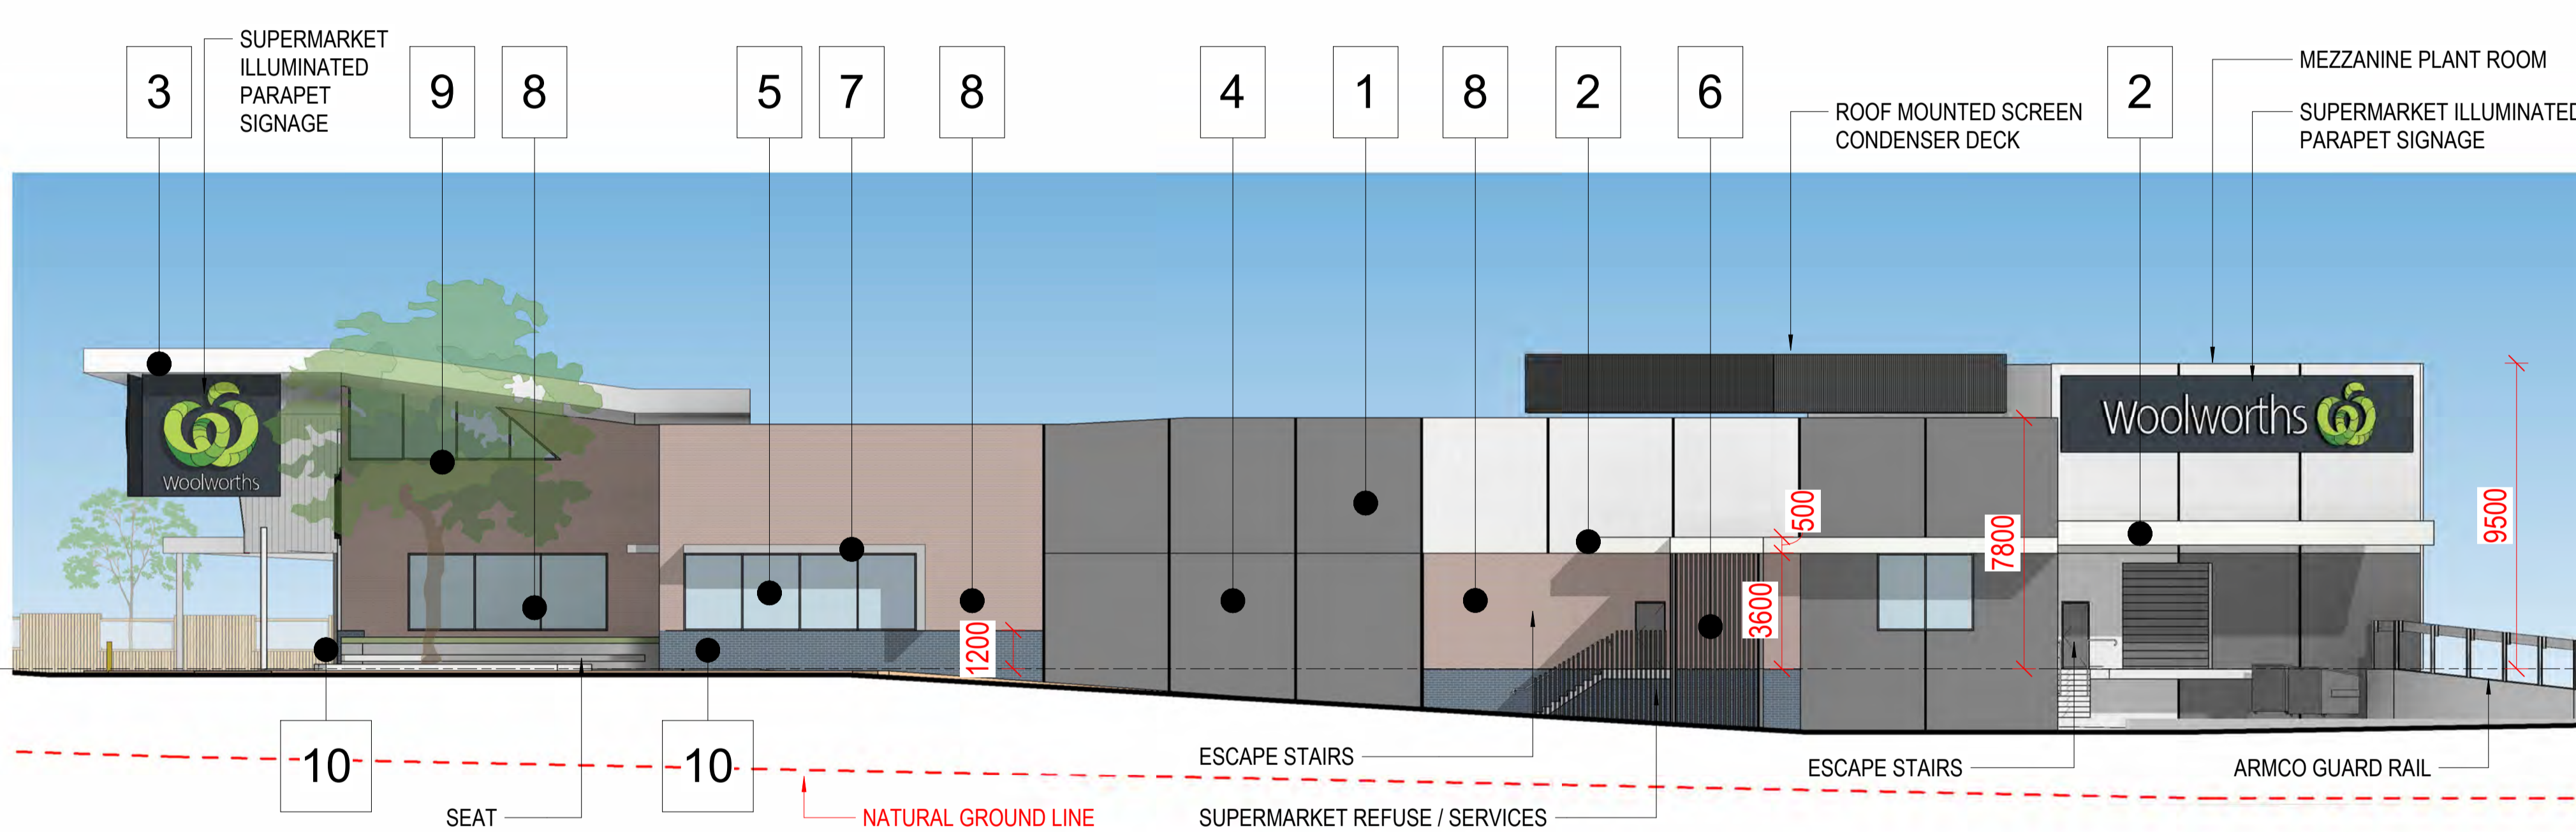 SUPERMARKET
ILLUMINATED
PARAPET
SIGNAGE
3
9
8
5
7
8
4
1
8
2
6
2
ROOF MOUNTED SCREEN
CONDENSER DECK
MEZZANINE PLANT ROOM
SUPERMARKET ILLUMINATED
PARAPET SIGNAGE
Woolworths
Woolworths
500
7800
9500
3600
1200
10
10
SEAT
NATURAL GROUND LINE
ESCAPE STAIRS
SUPERMARKET REFUSE / SERVICES
ESCAPE STAIRS
ARMCO GUARD RAIL